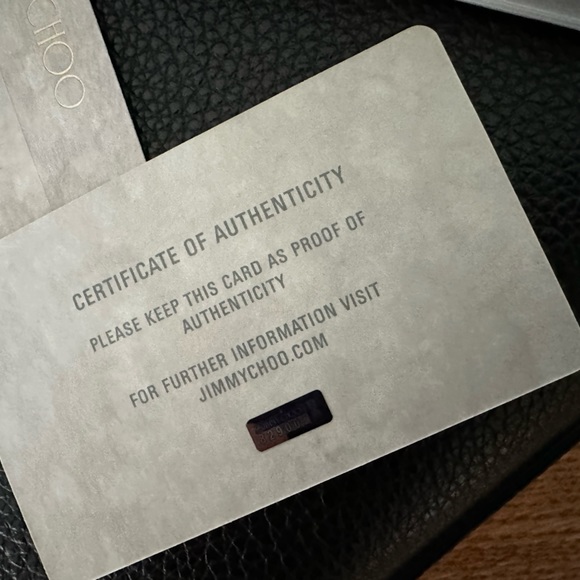 CHOO
CERTIFICATE OF AUTHENTICITY
PLEASE KEEP THIS CARD AS PROOF OF
AUTHENTICITY
FOR FURTHER INFORMATION VISIT
JIMMYCHOO.COM